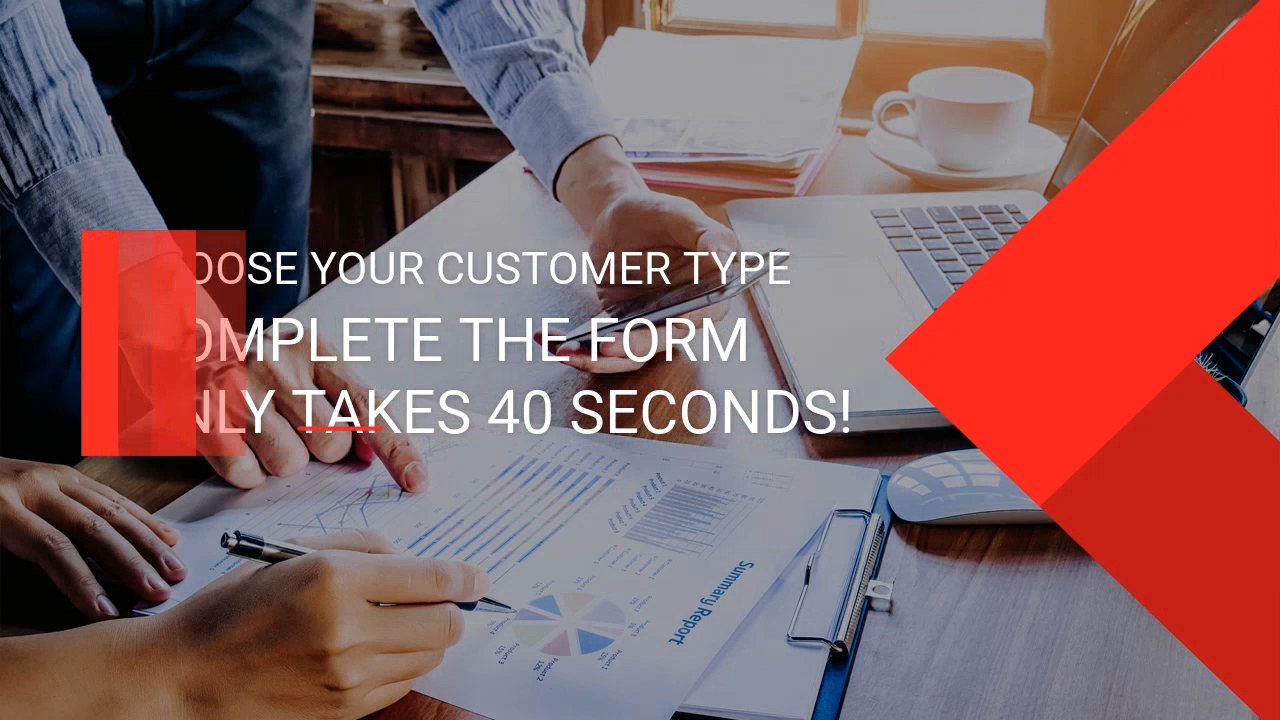 OOSE YOUR CUSTOMER TYPE
OMPLETE THE FORM
NLY TAKES 40 SECONDS!
Summary Report